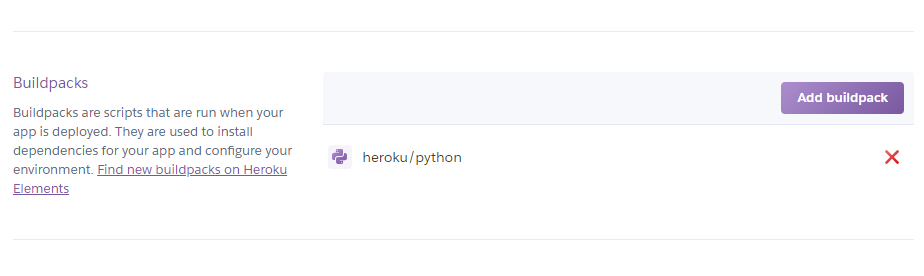 Buildpacks
Add buildpack
Buildpacks are scripts that are run when your
app is deployed. They are used to install
dependencies for your app and configure your
environment. Find new buildpacks on Heroku
Elements
heroku/python